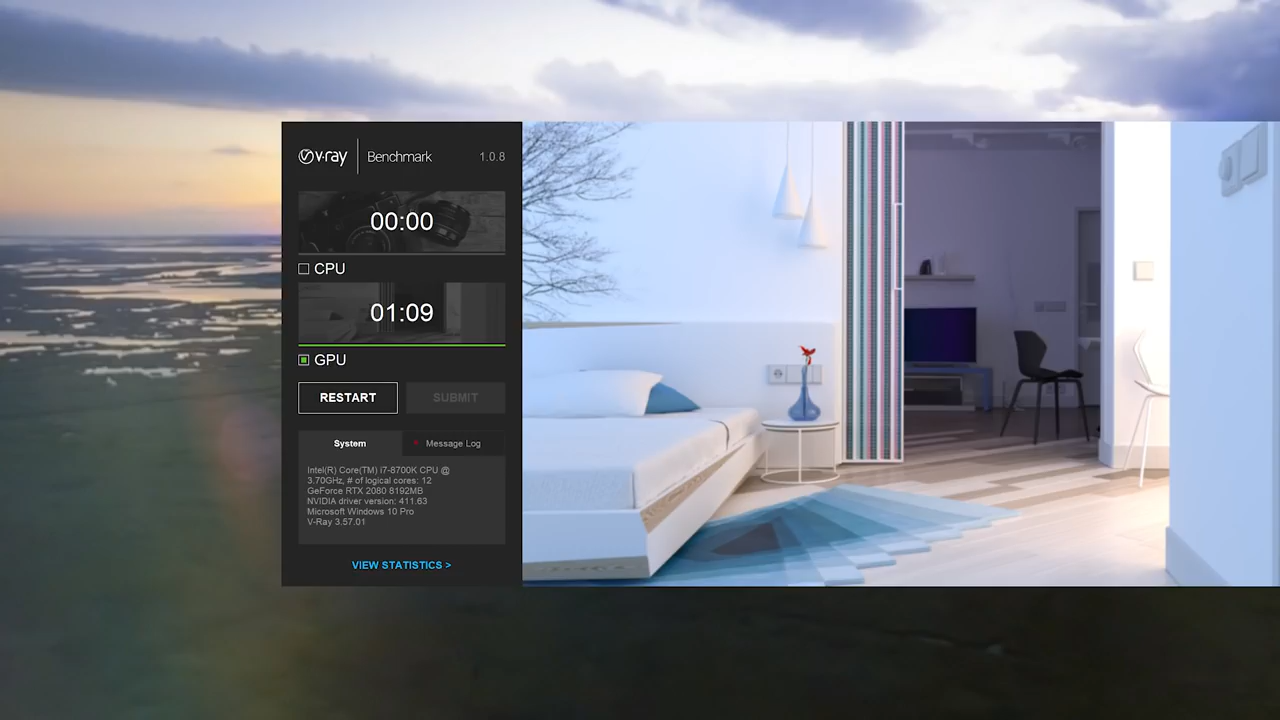 v·ray Benchmark 1.0.8
00:00
CPU
01:09
GPU
RESTART SUBMIT
System Message Log
Intel(R) Core(TM) i7-8700K CPU @
3.70GHz, # of logical cores: 12
GeForce RTX 2080 8192MB
NVIDIA driver version: 411.63
Microsoft Windows 10 Pro
V-Ray 3.57.01
VIEW STATISTICS >